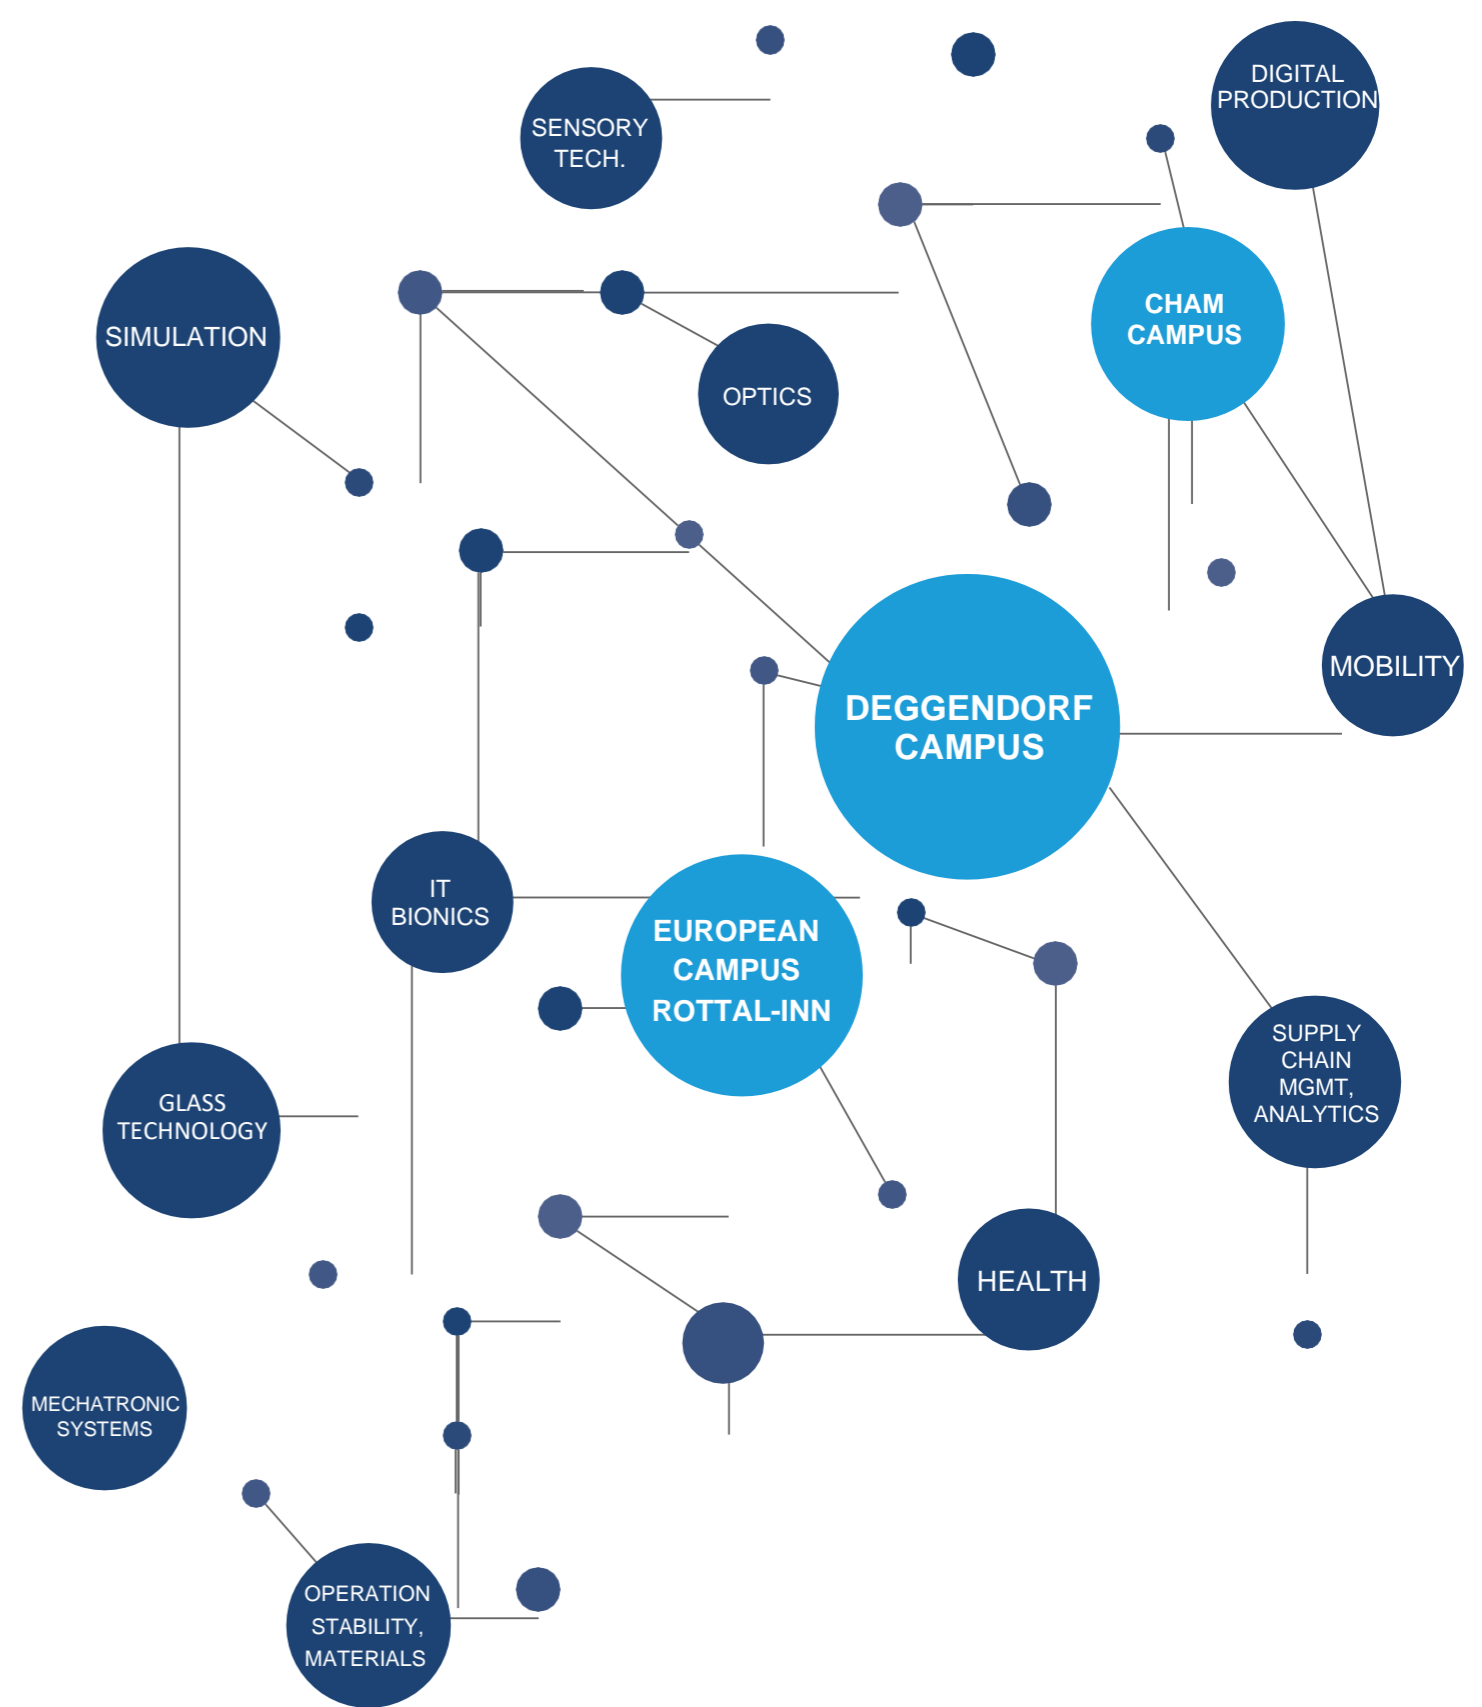 DIGITAL
PRODUCTION
SENSORY
TECH.
CHAM
CAMPUS
SIMULATION
OPTICS
MOBILITY
DEGGENDORF
CAMPUS
IT
BIONICS
EUROPEAN
CAMPUS
ROTTAL-INN
SUPPLY
CHAIN
MGMT,
ANALYTICS
GLASS
TECHNOLOGY
HEALTH
MECHATRONIC
SYSTEMS
OPERATION
STABILITY,
MATERIALS